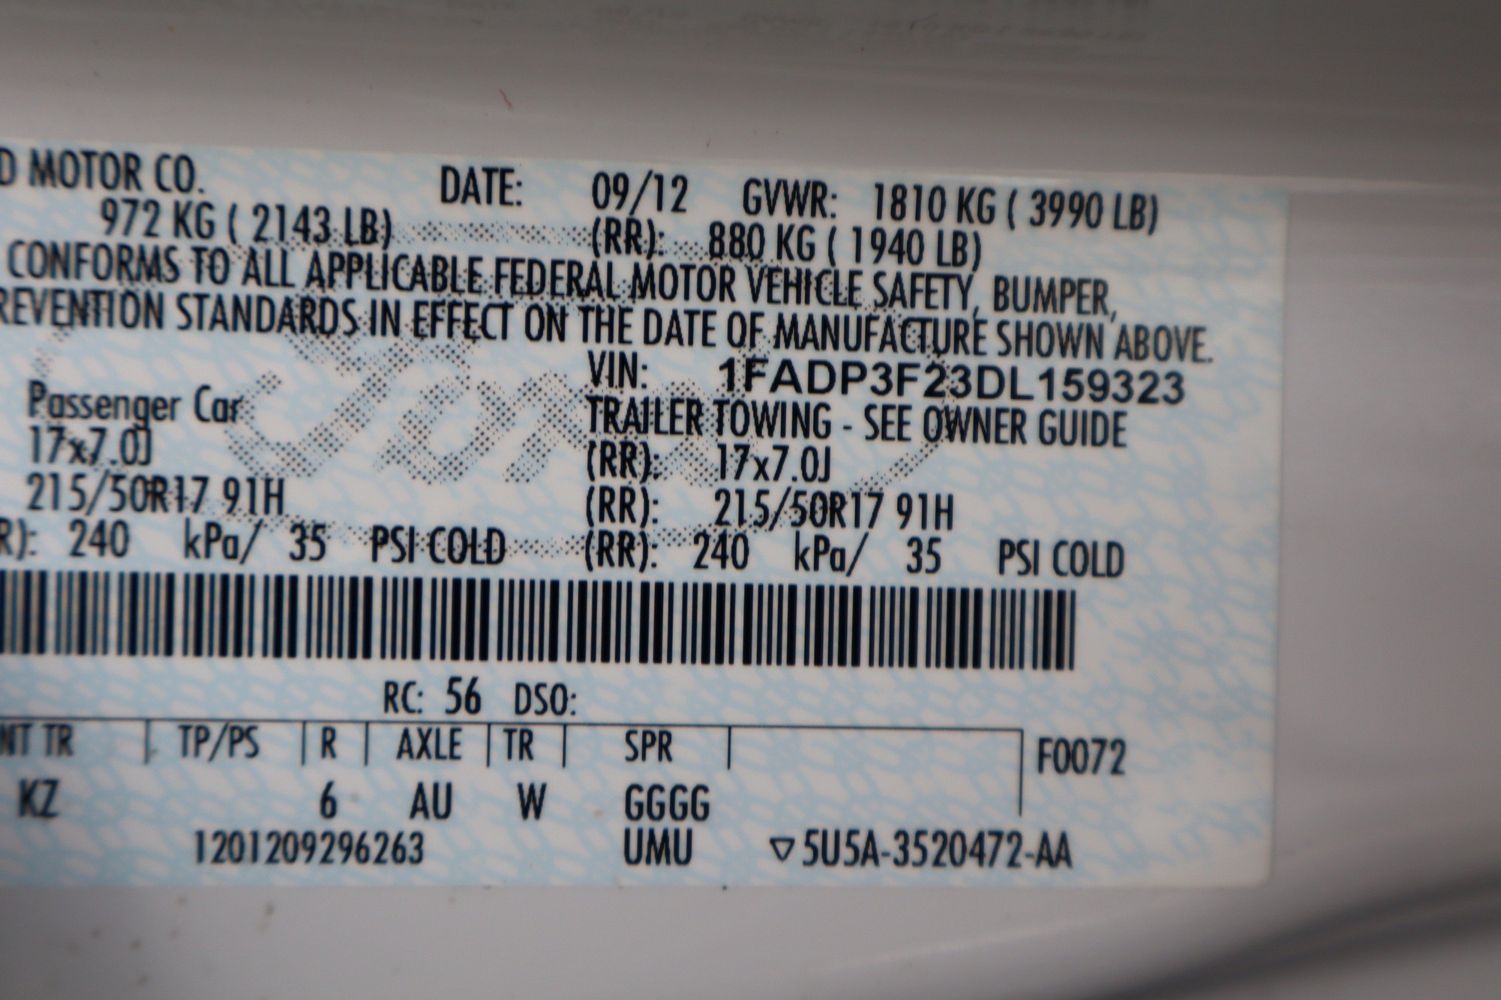 D MOTOR CO. DATE: 09/12 GVWR: 1810 KG ( 3990 LB)
972 KG ( 2143 LB) (RR): 880 KG ( 1940 LB)
CONFORMS TO ALL APPLICABLE FEDERAL MOTOR VEHICLE SAFETY, BUMPER,
REVENTION STANDARDS IN EFFECT ON THE DATE OF MANUFACTURE SHOWN ABOVE.
Ford
VIN: 1FADP3F23DL159323
Passenger Car TRAILER TOWING - SEE OWNER GUIDE
17x7.0J (RR): 17x7.0J
215/50R17 91H (RR): 215/50R17 91H
R): 240 kPa/ 35 PSI COLD (RR): 240 kPa/ 35 PSI COLD
RC: 56 DSO:
NT TR TP/PS R AXLE TR SPR F0072
KZ 6 AU W GGGG
1201209296263 UMU ▽5U5A-3520472-AA